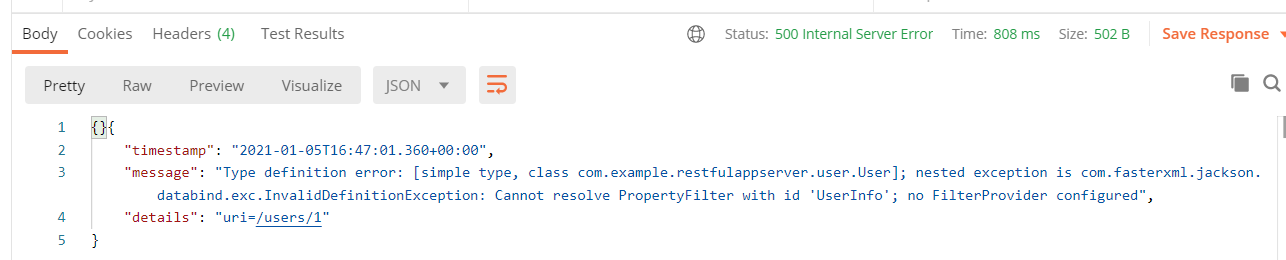 Body Cookies Headers (4) Test Results Status: 500 Internal Server Error Time: 808 ms Size: 502 B Save Response
Pretty Raw Preview Visualize JSON
1 {}{
2 "timestamp": "2021-01-05T16:47:01.360+00:00",
3 "message": "Type definition error: [simple type, class com.example.restfulappserver.user.User]; nested exception is com.fasterxml.jackson.
databind.exc.InvalidDefinitionException: Cannot resolve PropertyFilter with id 'UserInfo'; no FilterProvider configured",
4 "details": "uri=/users/1"
5 }